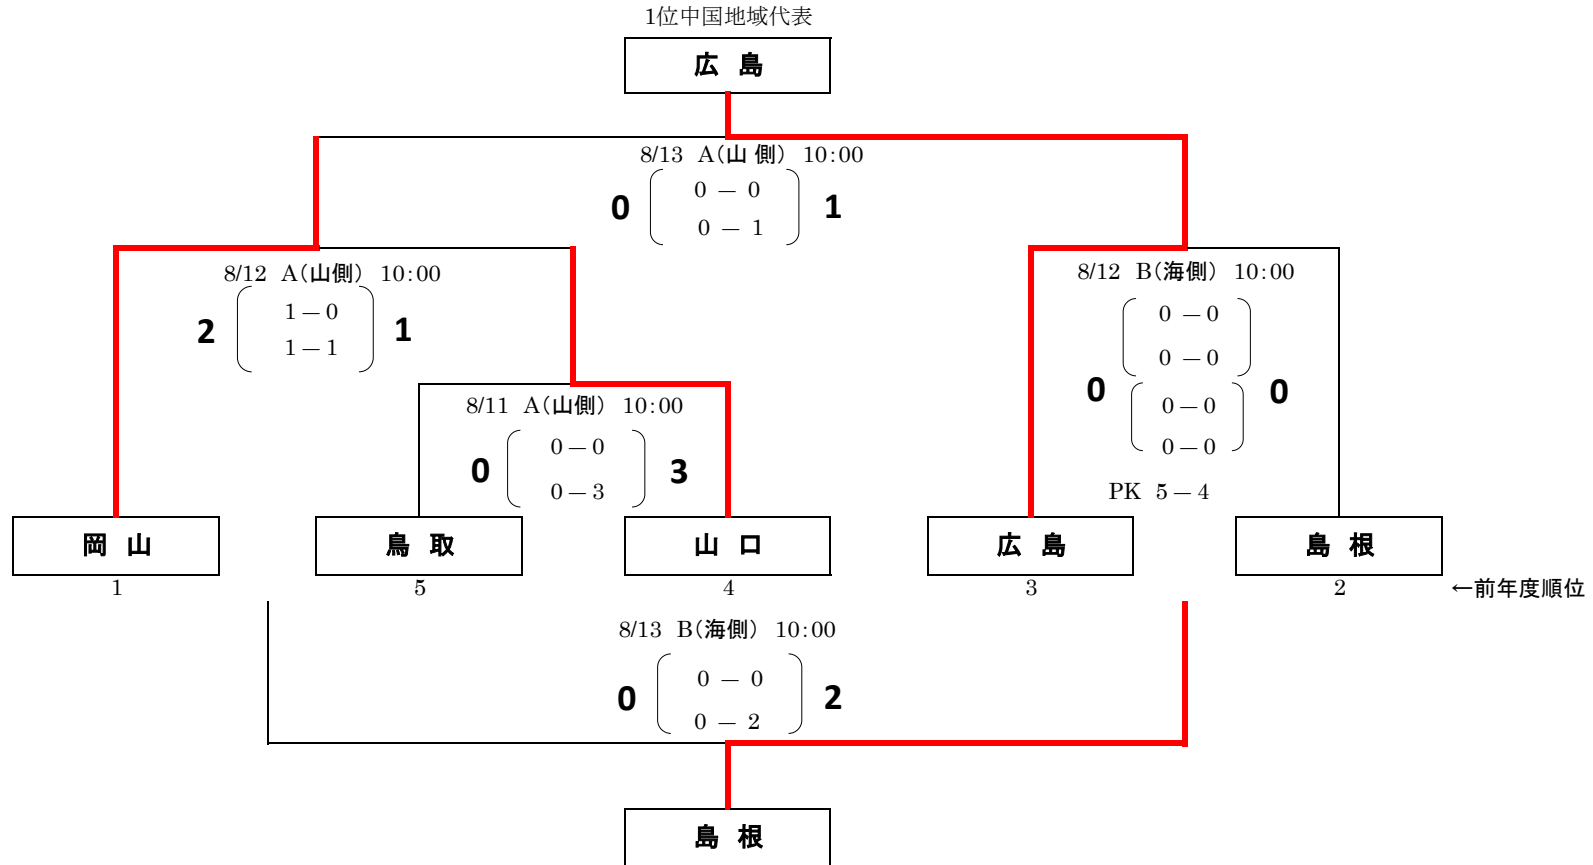 1位中国地域代表
広 島
8/13 A(山 側) 10:00
0 - 0
0 1
0 - 1
8/12 A(山側) 10:00
1 - 0
2 1
1 - 1
8/12 B(海側) 10:00
0 - 0
0 - 0
0 0
0 - 0
0 - 0
PK 5 - 4
8/11 A(山側) 10:00
0 - 0
0 3
0 - 3
岡 山 鳥 取 山 口 広 島 島 根
1 5 4 3 2 ←前年度順位
8/13 B(海側) 10:00
0 - 0
0 2
0 - 2
島 根